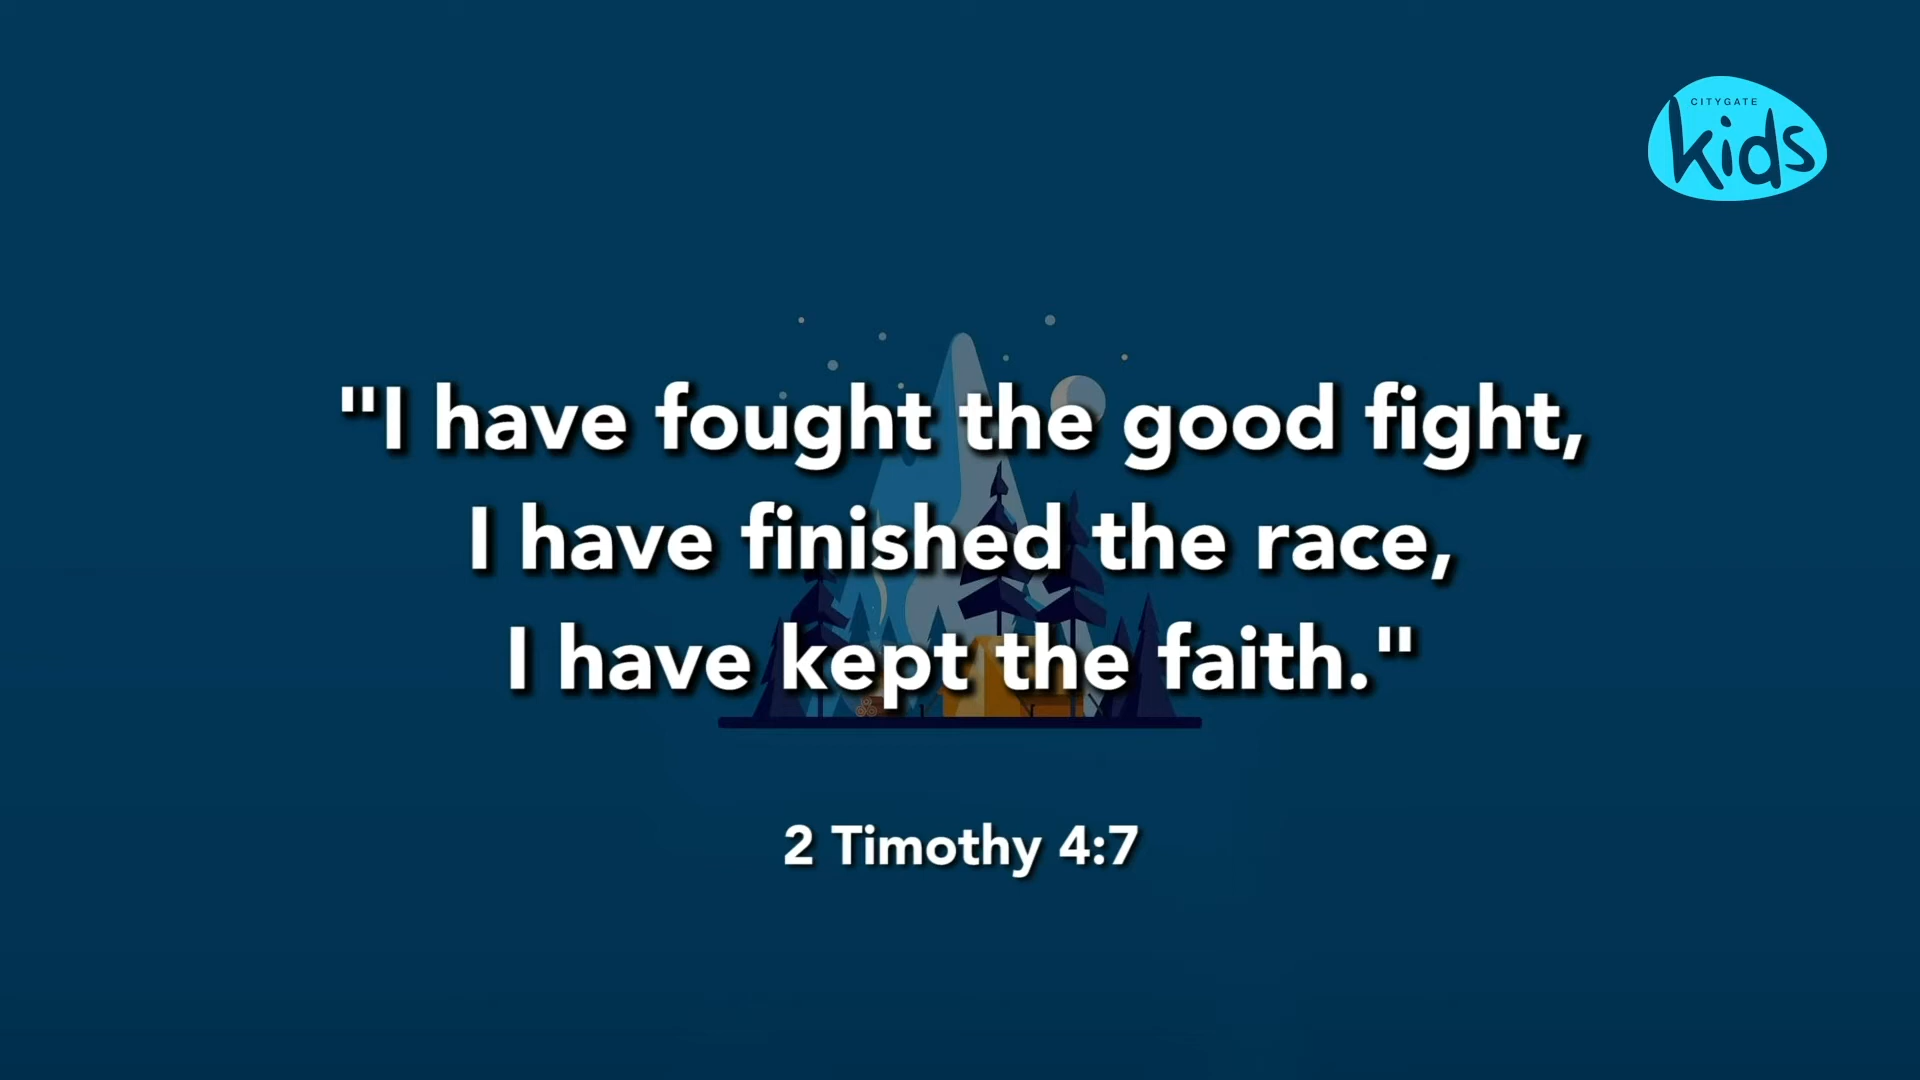 CITYGATE
kids
"I have fought the good fight,
I have finished the race,
I have kept the faith."
2 Timothy 4:7